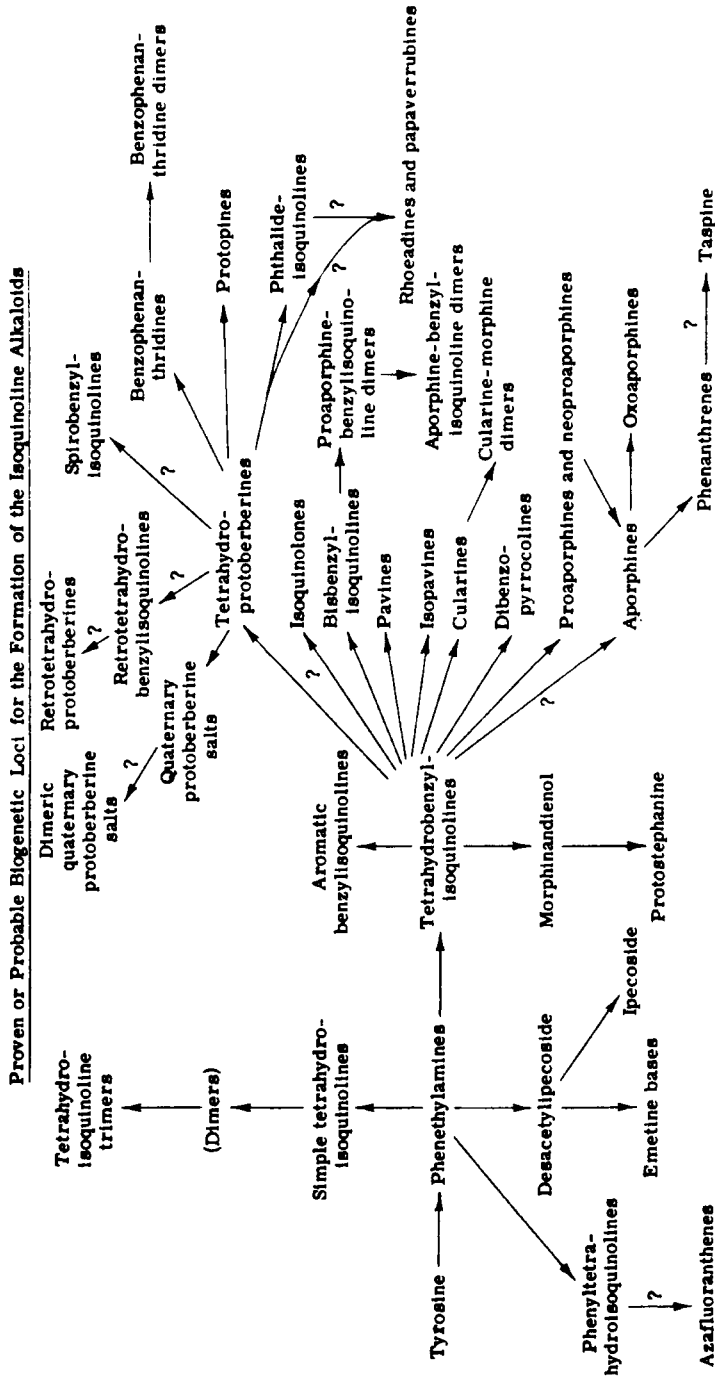 Proven or Probable Biogenetic Loci for the Formation of the Isoquinoline Alkaloids
Tetrahydro-
isoquinoline
trimers
(Dimers)
Simple tetrahydro-
isoquinolines
Tyrosine
Phenethylamines
Phenyltetra-
hydroisoquinolines
?
Azafluoranthenes
Desacetylipecoside
Ipecoside
Emetine bases
Dimeric
quaternary
protoberberine
salts
?
Quaternary
protoberberine
salts
Retrotetrahydro-
protoberberines
?
Retrotetrahydro-
benzylisoquinolines
?
Spirobenzyl-
isoquinolines
?
Tetrahydro-
protoberberines
Benzophenan-
thridines
Benzophenan-
thridine dimers
Protopines
Phthalide-
isoquinolines
?
?
Rhoeadines and papaverrubines
Aromatic
benzylisoquinolines
Tetrahydrobenzyl-
isoquinolines
Morphinandienol
Protostephanine
?
Isoquinolones
Bisbenzyl-
isoquinolines
Proaporphine-
benzylisoquino-
line dimers
Aporphine-benzyl-
isoquinoline dimers
Pavines
Isopavines
Cularines
Cularine-morphine
dimers
Dibenzo-
pyrrocolines
Proaporphines and neoproaporphines
?
Aporphines
Oxoaporphines
Phenanthrenes
?
Taspine